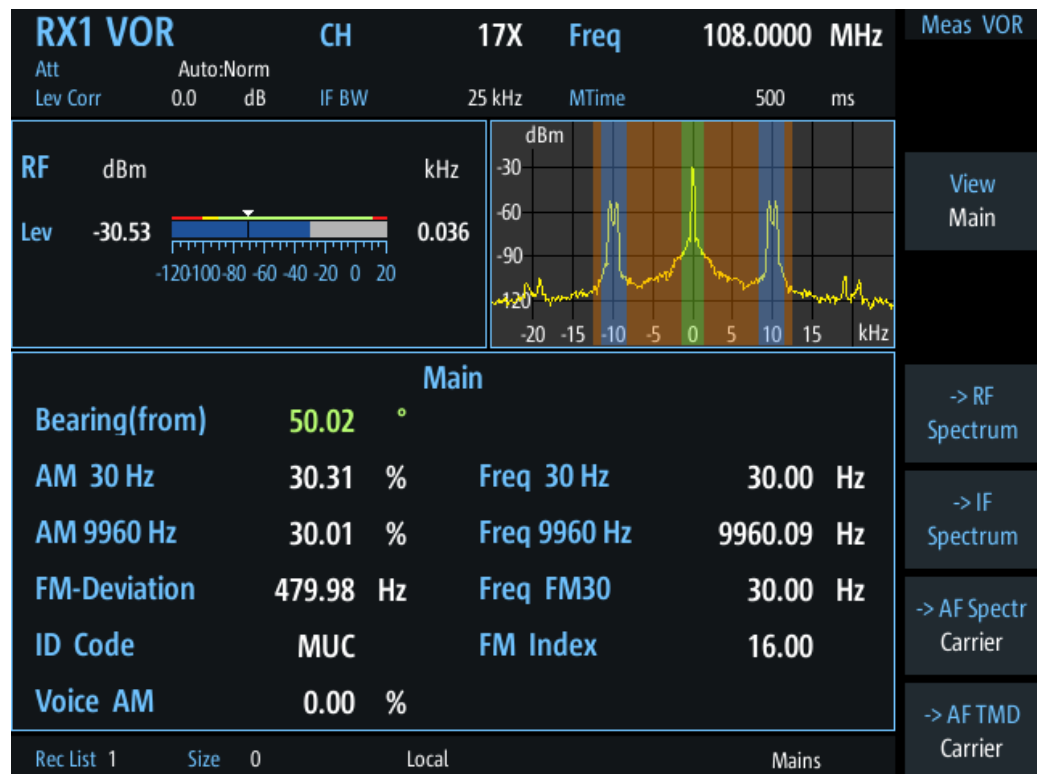 RX1 VOR CH 17X Freq 108.0000 MHz
Att Auto:Norm
Lev Corr 0.0 dB IF BW 25 kHz MTime 500 ms
RF dBm kHz
Lev -30.53 0.036
-120-100-80 -60 -40 -20 0 20
dBm
-30
-60
-90
-120
-20 -15 -10 -5 0 5 10 15 kHz
Main
Bearing(from) 50.02 °
AM 30 Hz 30.31 % Freq 30 Hz 30.00 Hz
AM 9960 Hz 30.01 % Freq 9960 Hz 9960.09 Hz
FM-Deviation 479.98 Hz Freq FM30 30.00 Hz
ID Code MUC FM Index 16.00
Voice AM 0.00 %
Rec List 1 Size 0 Local Mains
Meas VOR
View
Main
-> RF
Spectrum
-> IF
Spectrum
-> AF Spectr
Carrier
-> AF TMD
Carrier